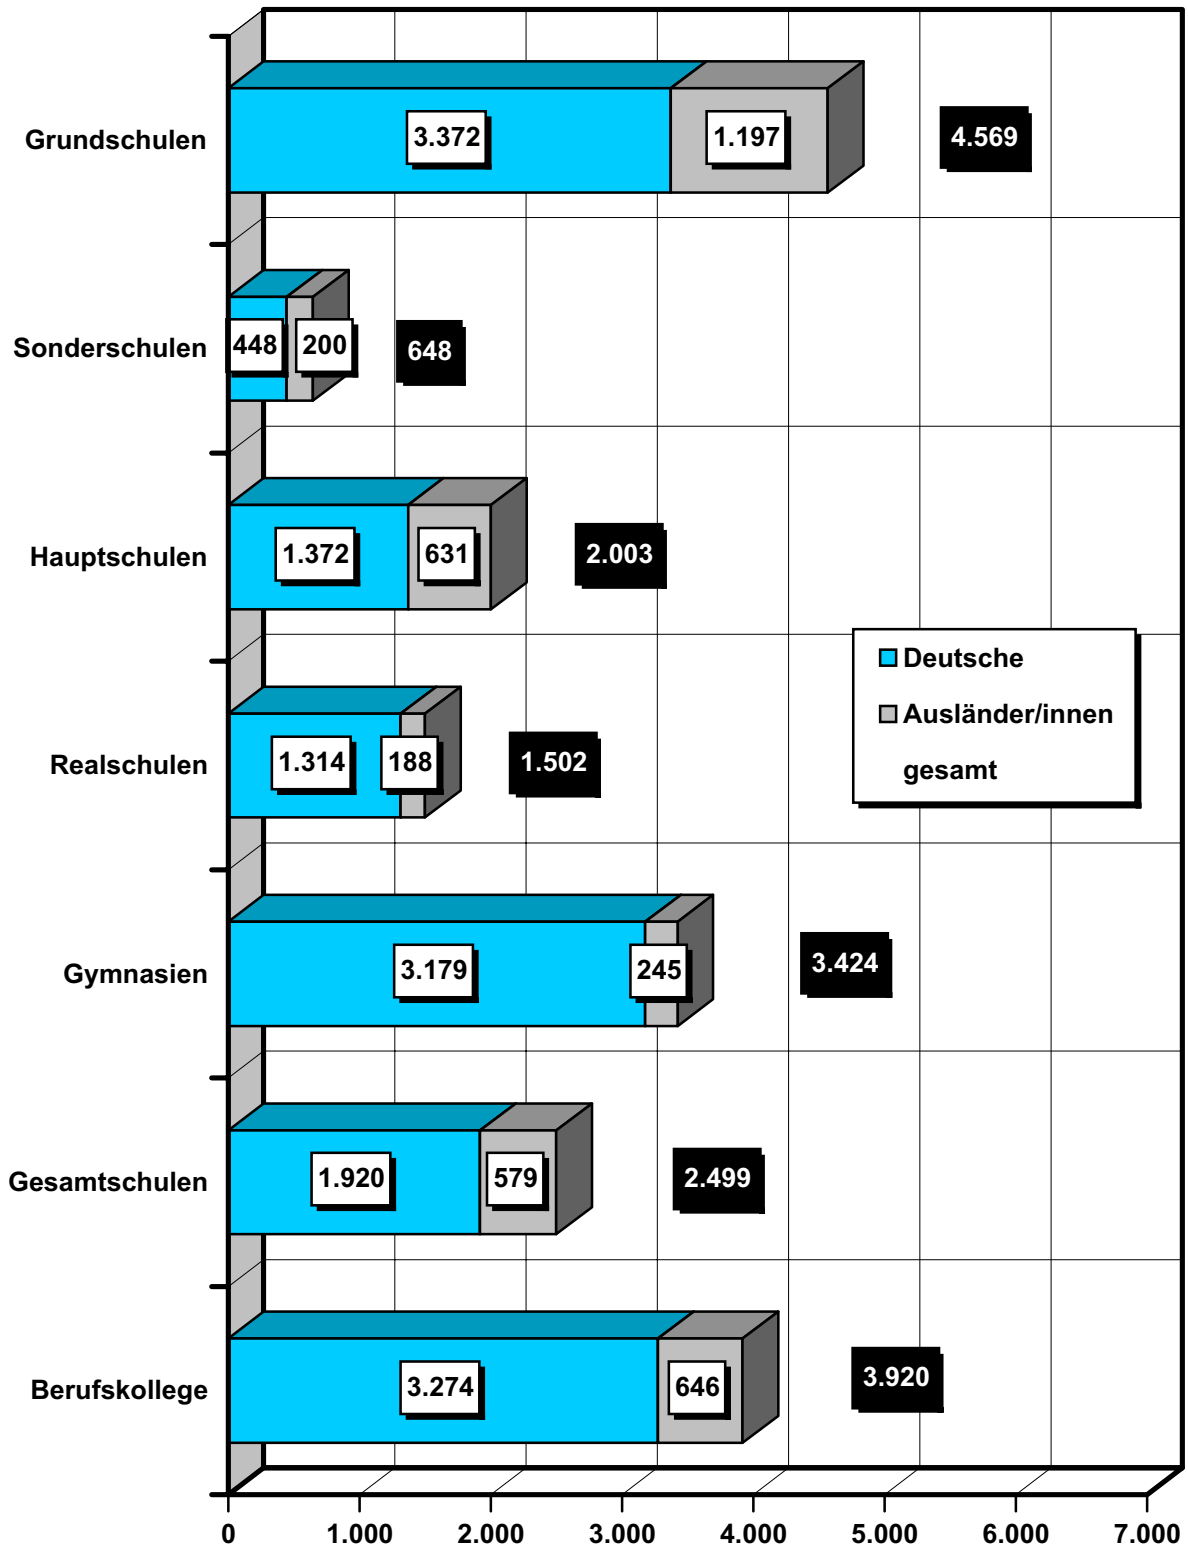 Grundschulen 3.372 1.197 4.569
Sonderschulen 448 200 648
Hauptschulen 1.372 631 2.003
Deutsche
Ausländer/innen
gesamt
Realschulen 1.314 188 1.502
Gymnasien 3.179 245 3.424
Gesamtschulen 1.920 579 2.499
Berufskollege 3.274 646 3.920
0 1.000 2.000 3.000 4.000 5.000 6.000 7.000